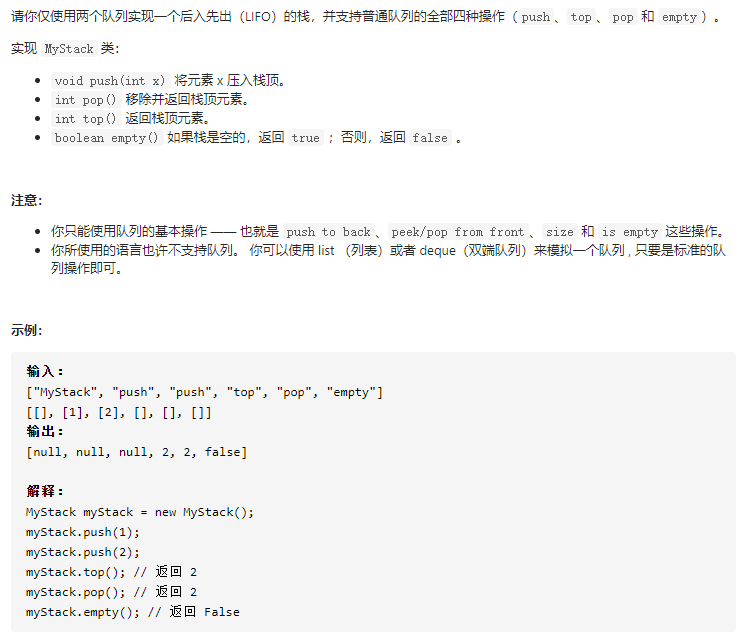 请你仅使用两个队列实现一个后入先出（LIFO）的栈，并支持普通队列的全部四种操作（push、top、pop 和 empty）。
实现 MyStack 类：
• void push(int x) 将元素 x 压入栈顶。
• int pop() 移除并返回栈顶元素。
• int top() 返回栈顶元素。
• boolean empty() 如果栈是空的，返回 true ；否则，返回 false 。
注意：
• 你只能使用队列的基本操作 —— 也就是 push to back、peek/pop from front、size 和 is empty 这些操作。
• 你所使用的语言也许不支持队列。 你可以使用 list （列表）或者 deque（双端队列）来模拟一个队列 , 只要是标准的队
列操作即可。
示例：
输入：
["MyStack", "push", "push", "top", "pop", "empty"]
[[], [1], [2], [], [], []]
输出：
[null, null, null, 2, 2, false]
解释：
MyStack myStack = new MyStack();
myStack.push(1);
myStack.push(2);
myStack.top(); // 返回 2
myStack.pop(); // 返回 2
myStack.empty(); // 返回 False